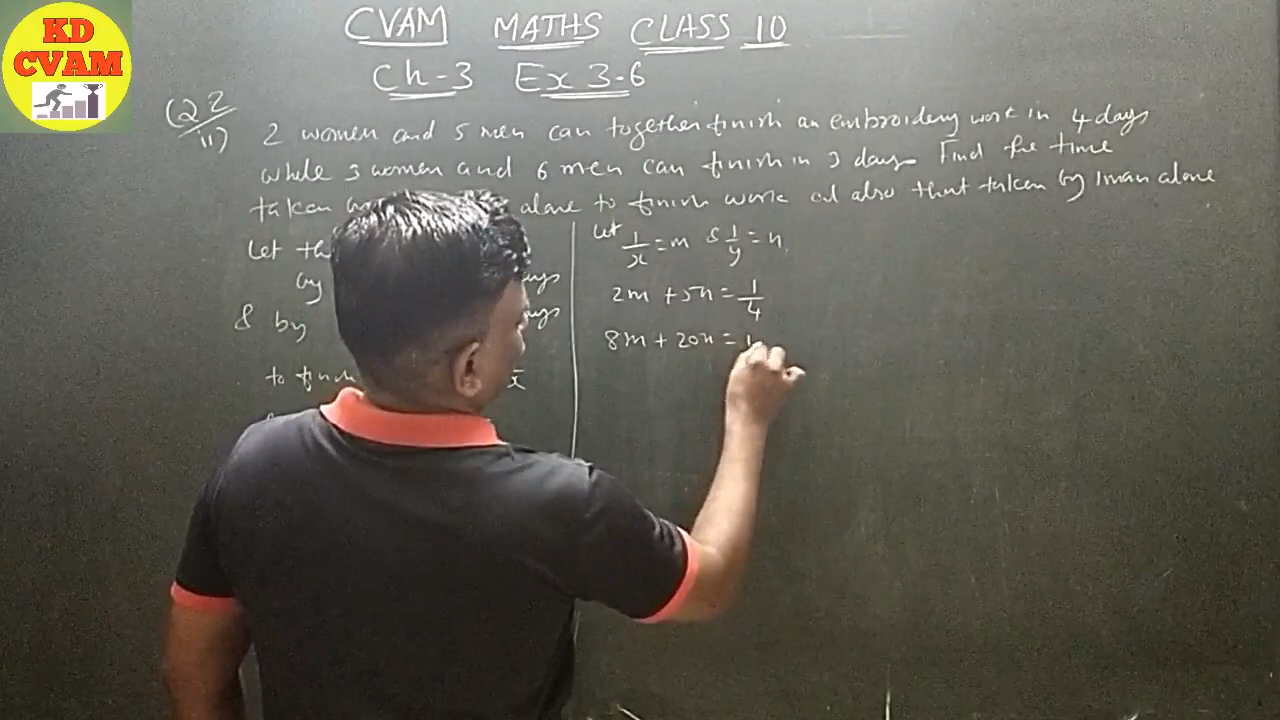 KD
CVAM
CVAM MATHS CLASS 10
Ch-3 Ex 3-6
Q2
ii) 2 women and 5 men can together finish an embroidery work in 4 days
while 3 women and 6 men can finish in 3 days Find the time
taken alone to finish work also that taken by 1 man alone
Let
by
& by
to finish
let 1/x = m & 1/y = n
2m + 5n = 1/4
8m + 20n = 1